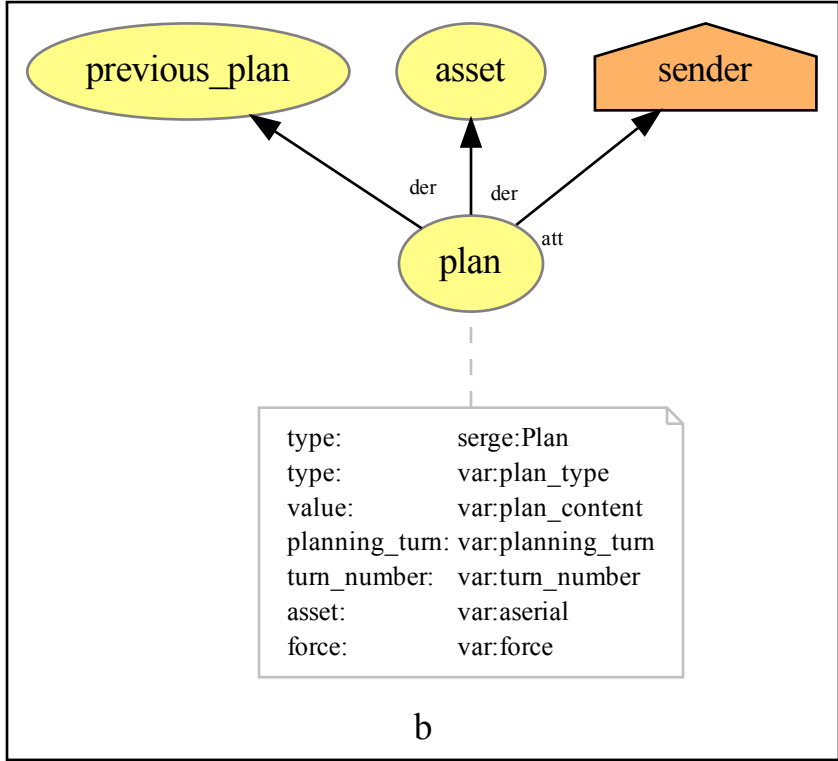 previous_plan asset sender
der der
att
plan
type: serge:Plan
type: var:plan_type
value: var:plan_content
planning_turn: var:planning_turn
turn_number: var:turn_number
asset: var:aserial
force: var:force
b